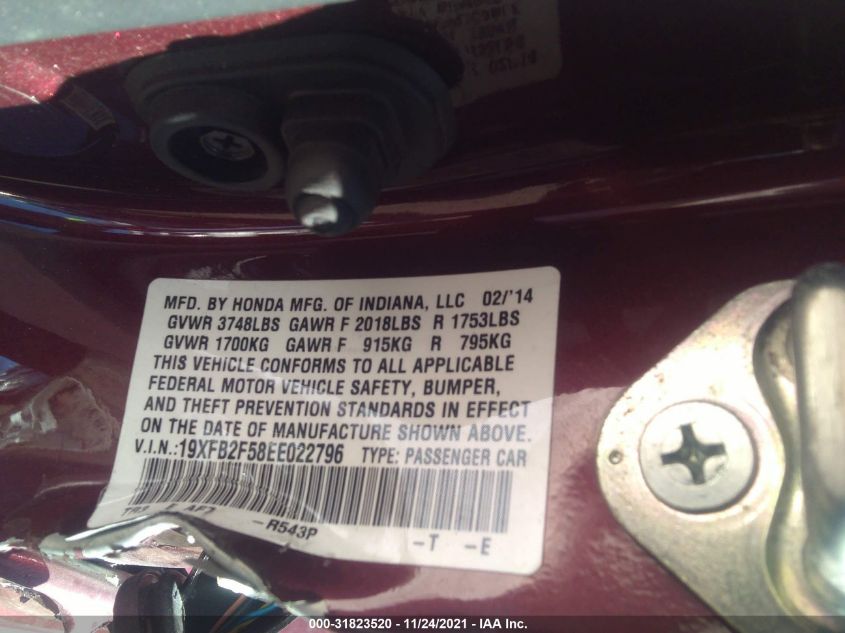 MFD. BY HONDA MFG. OF INDIANA, LLC 02/'14
GVWR 3748LBS GAWR F 2018LBS R 1753LBS
GVWR 1700KG GAWR F 915KG R 795KG
THIS VEHICLE CONFORMS TO ALL APPLICABLE
FEDERAL MOTOR VEHICLE SAFETY, BUMPER,
AND THEFT PREVENTION STANDARDS IN EFFECT
ON THE DATE OF MANUFACTURE SHOWN ABOVE.
V.I.N.:19XFB2F58EE022796 TYPE: PASSENGER CAR
-R543P
-T -E
000-31823520 - 11/24/2021 - IAA Inc.